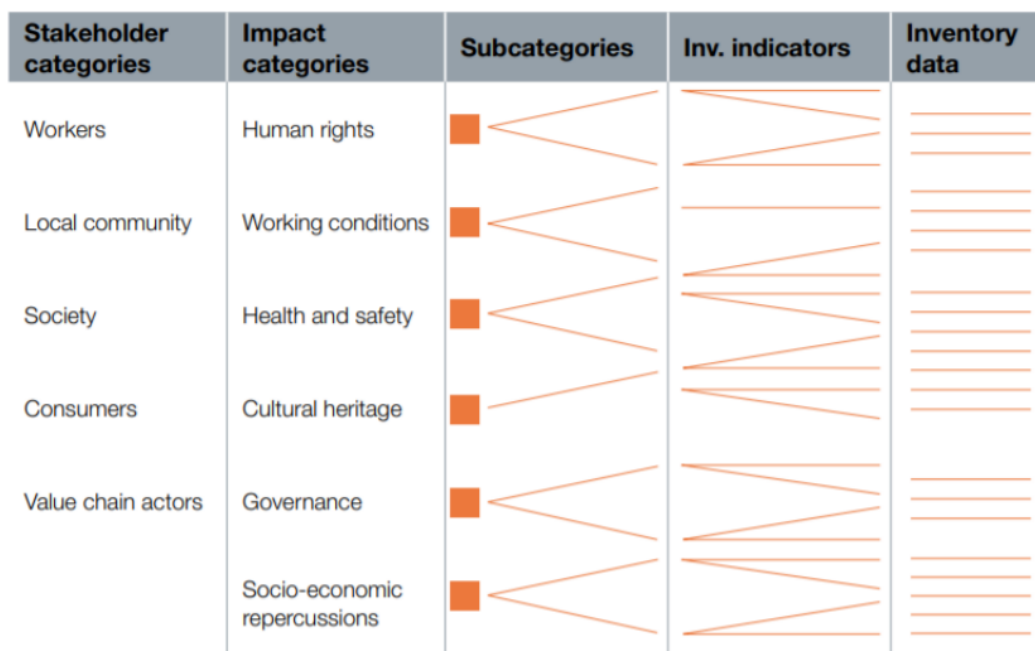 Stakeholder categories
Impact categories
Subcategories
Inv. indicators
Inventory data
Workers
Human rights
Local community
Working conditions
Society
Health and safety
Consumers
Cultural heritage
Value chain actors
Governance
Socio-economic
repercussions